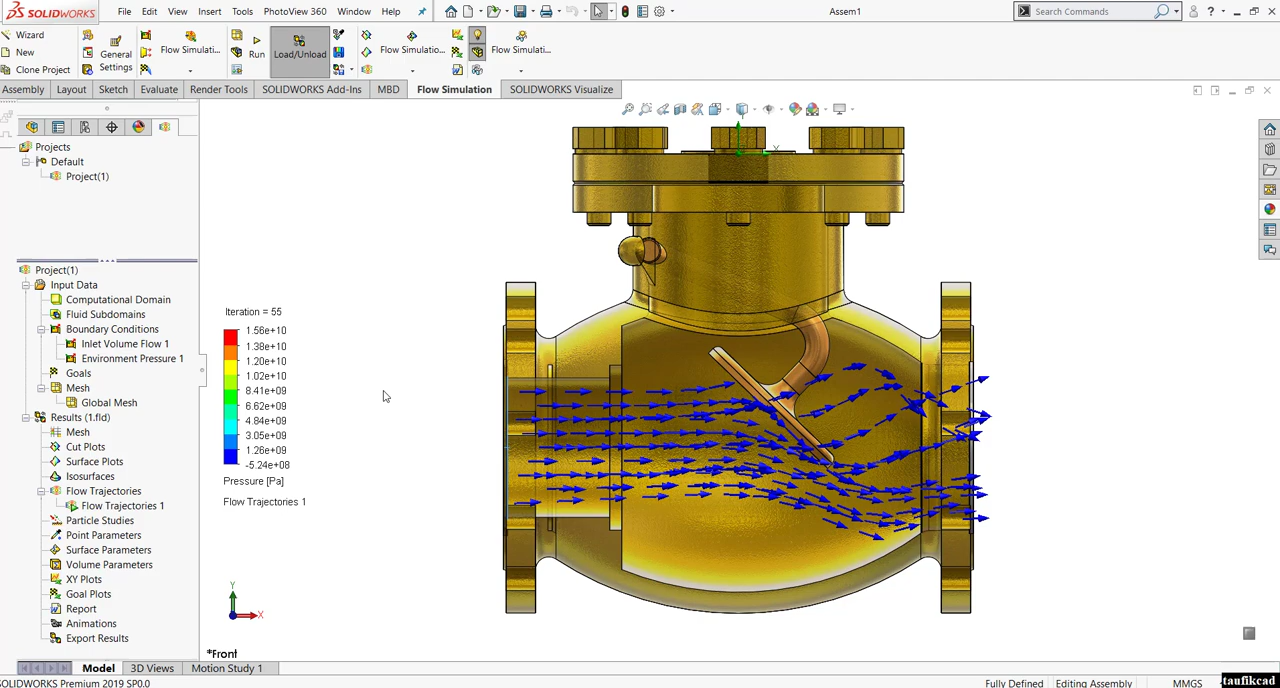 SOLIDWORKS File Edit View Insert Tools PhotoView 360 Window Help Assem1 Search Commands
Wizard
New
Clone Project
General Settings
Flow Simulati...
Run
Load/Unload
Flow Simulatio...
Flow Simulati...
Assembly Layout Sketch Evaluate Render Tools SOLIDWORKS Add-Ins MBD Flow Simulation SOLIDWORKS Visualize
Projects
Default
Project(1)
Project(1)
Input Data
Computational Domain
Fluid Subdomains
Boundary Conditions
Inlet Volume Flow 1
Environment Pressure 1
Goals
Mesh
Global Mesh
Results (1.fld)
Mesh
Cut Plots
Surface Plots
Isosurfaces
Flow Trajectories
Flow Trajectories 1
Particle Studies
Point Parameters
Surface Parameters
Volume Parameters
XY Plots
Goal Plots
Report
Animations
Export Results
Iteration = 55
1.56e+10
1.38e+10
1.20e+10
1.02e+10
8.41e+09
6.62e+09
4.84e+09
3.05e+09
1.26e+09
-5.24e+08
Pressure [Pa]
Flow Trajectories 1
Y
X
*Front
Model 3D Views Motion Study 1
SOLIDWORKS Premium 2019 SP0.0 Fully Defined Editing Assembly MMGS
taufikcad